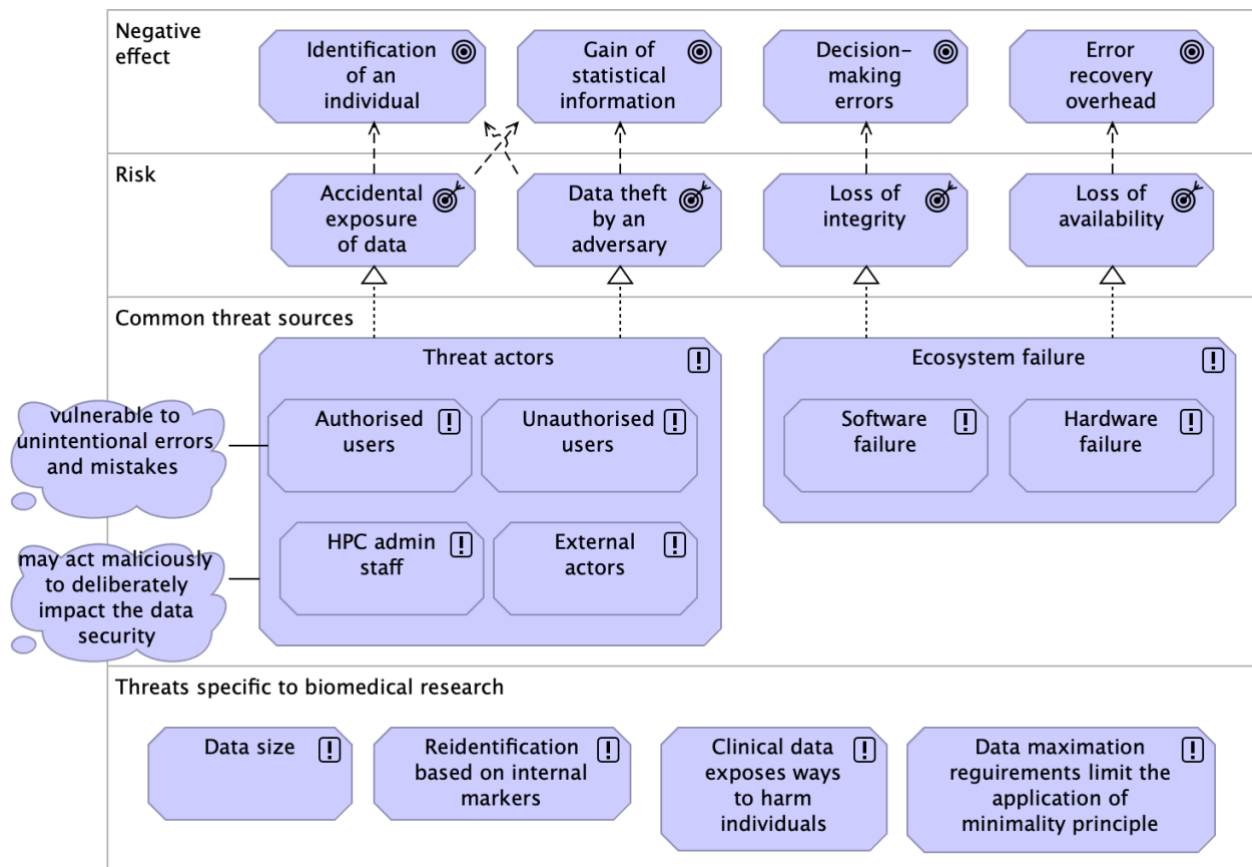 Negative
effect
Identification
of an
individual
Gain of
statistical
information
Decision-
making
errors
Error
recovery
overhead
Risk
Accidental
exposure
of data
Data theft
by an
adversary
Loss of
integrity
Loss of
availability
Common threat sources
Threat actors
Ecosystem failure
vulnerable to
unintentional errors
and mistakes
Authorised
users
Unauthorised
users
Software
failure
Hardware
failure
may act maliciously
to deliberately
impact the data
security
HPC admin
staff
External
actors
Threats specific to biomedical research
Data size
Reidentification
based on internal
markers
Clinical data
exposes ways
to harm
individuals
Data maximation
reguirements limit the
application of
minimality principle